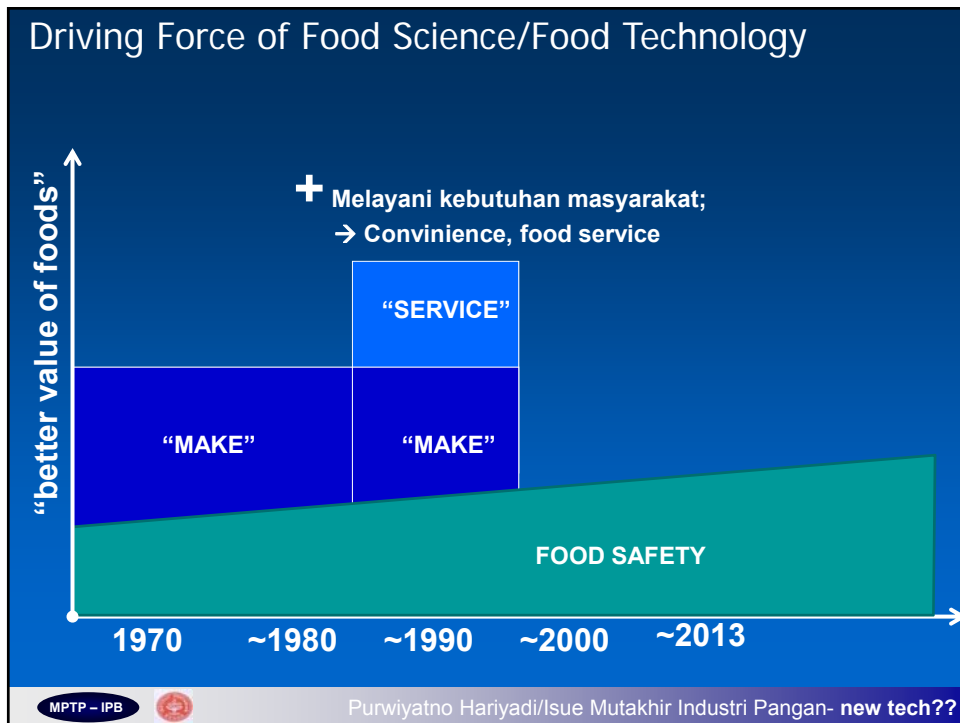 Driving Force of Food Science/Food Technology
“better value of foods”
+ Melayani kebutuhan masyarakat;
→ Convinience, food service
“SERVICE”
“MAKE”
“MAKE”
FOOD SAFETY
1970
~1980
~1990
~2000
~2013
MPTP – IPB
Purwiyatno Hariyadi/Isue Mutakhir Industri Pangan- new tech??